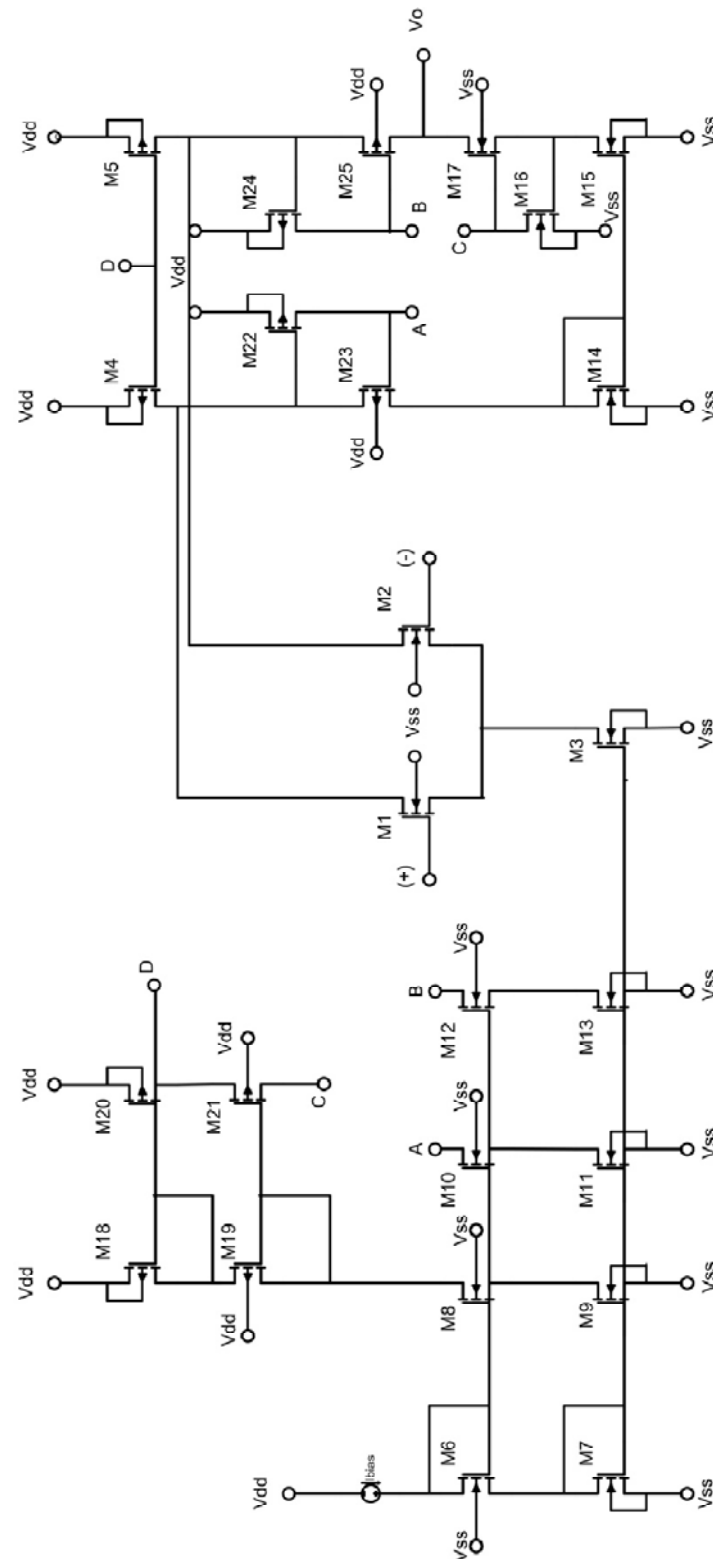 Vdd
Vdd
Vdd
Vdd
M18
M20
M4
D
M5
D
Vdd
M19
M21
M22
M24
Vdd
Vdd
Vdd
C
Vdd
M23
M25
Vdd
Ibias
A
B
(+)
M1
Vss
M2
(-)
A
B
Vo
Vss
M6
M8
Vss
M10
Vss
M12
Vss
C
M17
Vss
M16
Vss
M7
M9
M11
M13
M3
M14
M15
Vss
Vss
Vss
Vss
Vss
Vss
Vss